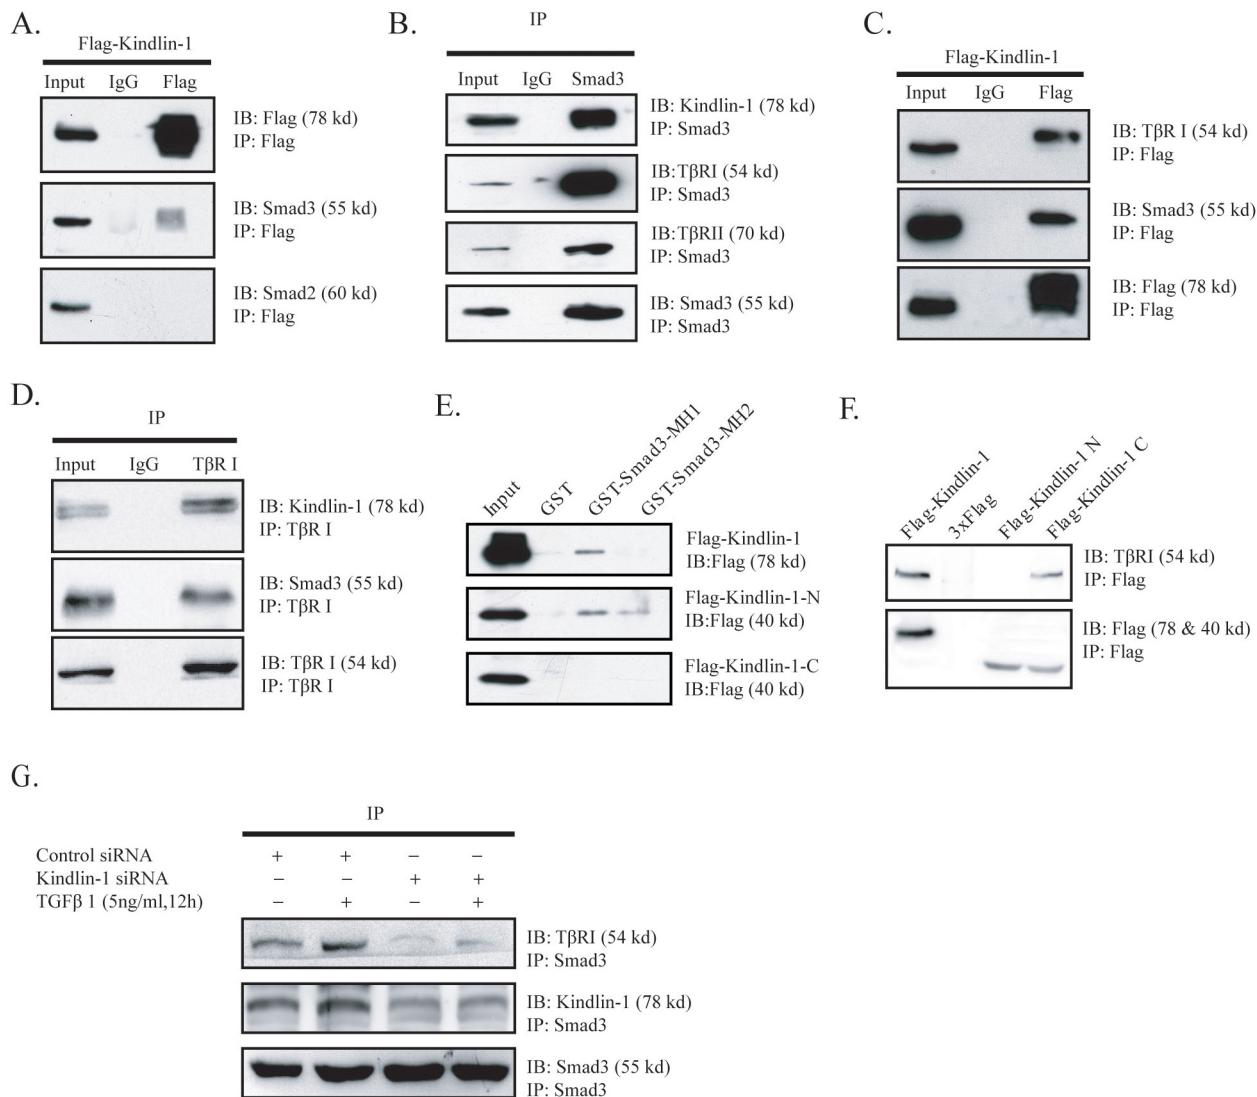 A.
Flag-Kindlin-1
Input IgG Flag
IB: Flag (78 kd)
IP: Flag
IB: Smad3 (55 kd)
IP: Flag
IB: Smad2 (60 kd)
IP: Flag
B.
IP
Input IgG Smad3
IB: Kindlin-1 (78 kd)
IP: Smad3
IB:TβRI (54 kd)
IP: Smad3
IB:TβRII (70 kd)
IP: Smad3
IB: Smad3 (55 kd)
IP: Smad3
C.
Flag-Kindlin-1
Input IgG Flag
IB: TβR I (54 kd)
IP: Flag
IB: Smad3 (55 kd)
IP: Flag
IB: Flag (78 kd)
IP: Flag
D.
IP
Input IgG TβR I
IB: Kindlin-1 (78 kd)
IP: TβR I
IB: Smad3 (55 kd)
IP: TβR I
IB: TβR I (54 kd)
IP: TβR I
E.
Input
GST
GST-Smad3-MH1
GST-Smad3-MH2
Flag-Kindlin-1
IB:Flag (78 kd)
Flag-Kindlin-1-N
IB:Flag (40 kd)
Flag-Kindlin-1-C
IB:Flag (40 kd)
F.
Flag-Kindlin-1
3xFlag
Flag-Kindlin-1 N
Flag-Kindlin-1 C
IB: TβRI (54 kd)
IP: Flag
IB: Flag (78 & 40 kd)
IP: Flag
G.
IP
Control siRNA + + − −
Kindlin-1 siRNA − − + +
TGFβ 1 (5ng/ml,12h) − + − +
IB: TβRI (54 kd)
IP: Smad3
IB: Kindlin-1 (78 kd)
IP: Smad3
IB: Smad3 (55 kd)
IP: Smad3